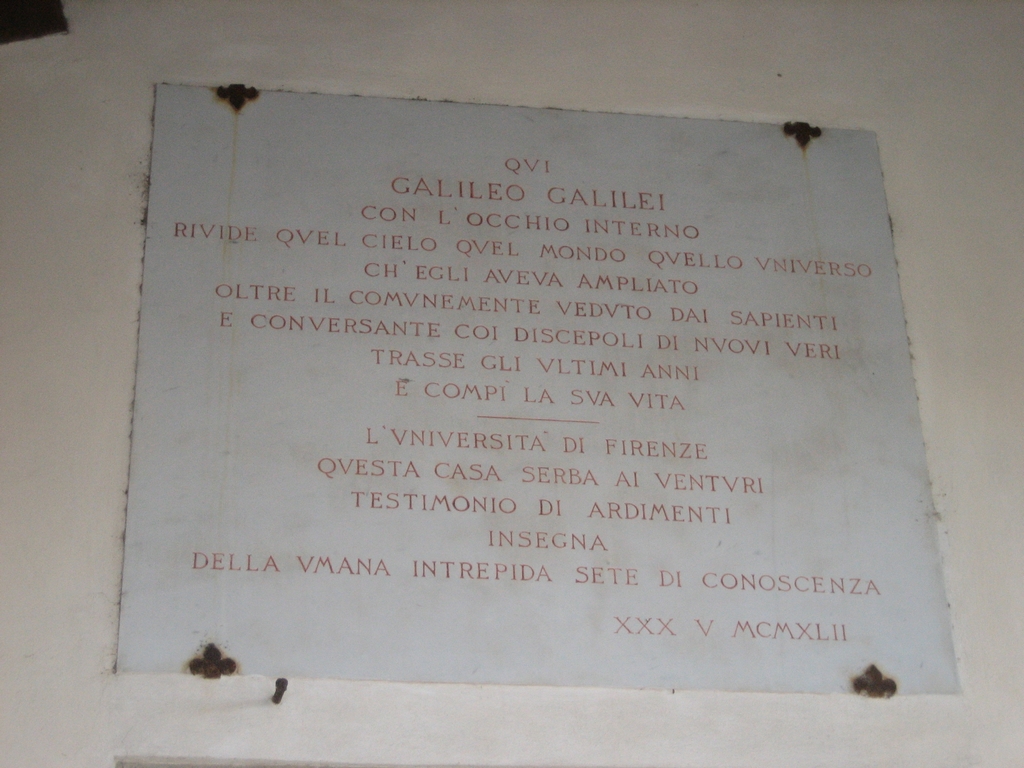 QVI
GALILEO GALILEI
CON L'OCCHIO INTERNO
RIVIDE QVEL CIELO QVEL MONDO QVELLO VNIVERSO
CH'EGLI AVEVA AMPLIATO
OLTRE IL COMVNEMENTE VEDVTO DAI SAPIENTI
E CONVERSANTE COI DISCEPOLI DI NVOVI VERI
TRASSE GLI VLTIMI ANNI
E COMPÌ LA SVA VITA
L'VNIVERSITA' DI FIRENZE
QVESTA CASA SERBA AI VENTVRI
TESTIMONIO DI ARDIMENTI
INSEGNA
DELLA VMANA INTREPIDA SETE DI CONOSCENZA
XXX V MCMXLII